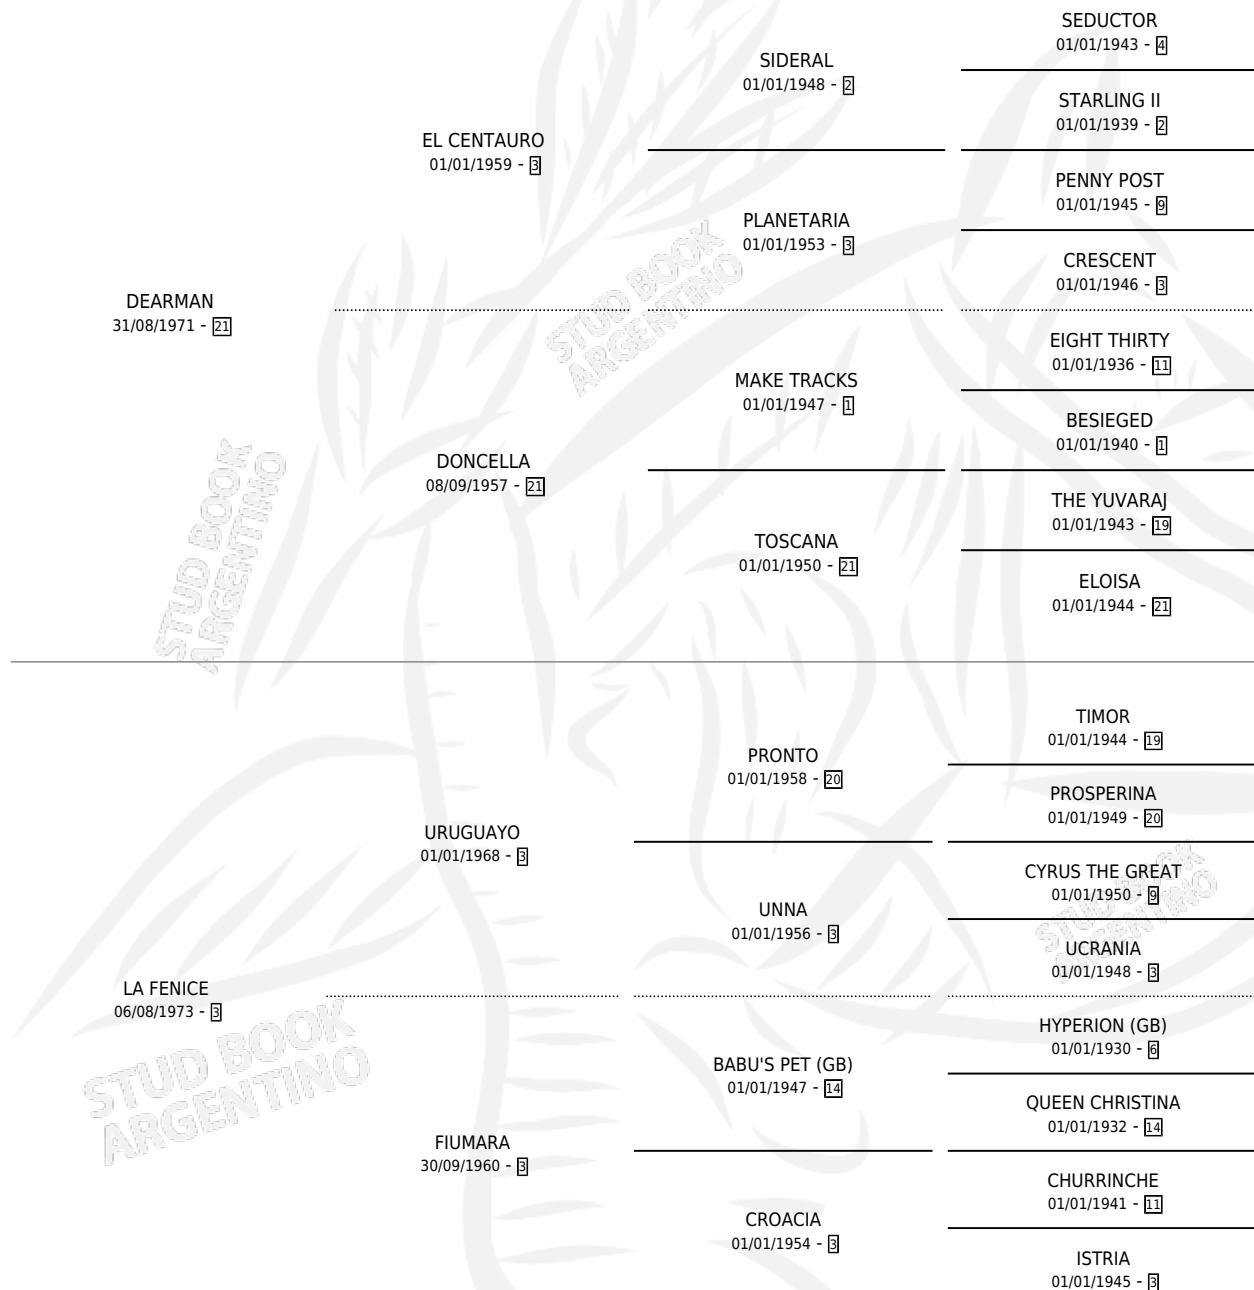 SEDUCTOR
01/01/1943 - 4
SIDERAL
01/01/1948 - 2
STARLING II
01/01/1939 - 2
EL CENTAURO
01/01/1959 - 3
PENNY POST
01/01/1945 - 9
PLANETARIA
01/01/1953 - 3
CRESCENT
01/01/1946 - 3
DEARMAN
31/08/1971 - 21
EIGHT THIRTY
01/01/1936 - 11
MAKE TRACKS
01/01/1947 - 1
BESIEGED
01/01/1940 - 1
DONCELLA
08/09/1957 - 21
THE YUVARAJ
01/01/1943 - 19
TOSCANA
01/01/1950 - 21
ELOISA
01/01/1944 - 21
STUD BOOK
ARGENTINO
STUD BOOK
ARGENTINO
TIMOR
01/01/1944 - 19
PRONTO
01/01/1958 - 20
PROSPERINA
01/01/1949 - 20
URUGUAYO
01/01/1968 - 3
CYRUS THE GREAT
01/01/1950 - 9
UNNA
01/01/1956 - 3
UCRANIA
01/01/1948 - 3
LA FENICE
06/08/1973 - 3
HYPERION (GB)
01/01/1930 - 6
BABU'S PET (GB)
01/01/1947 - 14
QUEEN CHRISTINA
01/01/1932 - 14
FIUMARA
30/09/1960 - 3
CHURRINCHE
01/01/1941 - 11
CROACIA
01/01/1954 - 3
ISTRIA
01/01/1945 - 3
STUD BOOK
ARGENTINO
STUD BOOK
ARGENTINO